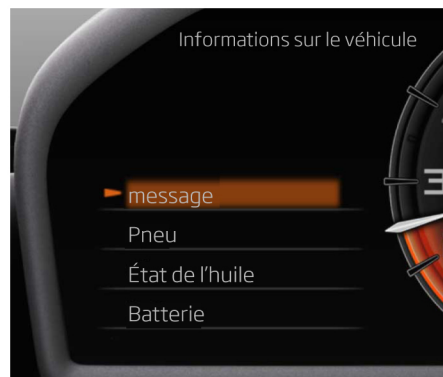 Informations sur le véhicule
message
Pneu
État de l'huile
Batterie